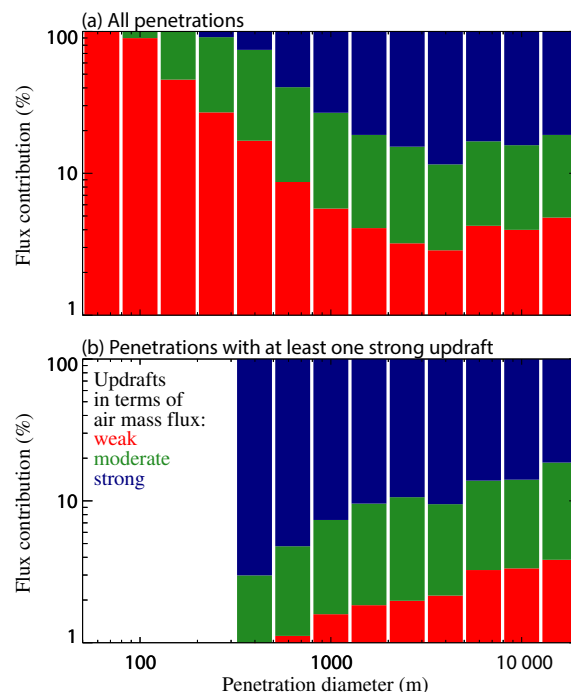 (a) All penetrations
100
10
1
Flux contribution (%)
(b) Penetrations with at least one strong updraft
100
10
1
Flux contribution (%)
Updrafts
in terms of
air mass flux:
weak
moderate
strong
100
1000
10 000
Penetration diameter (m)